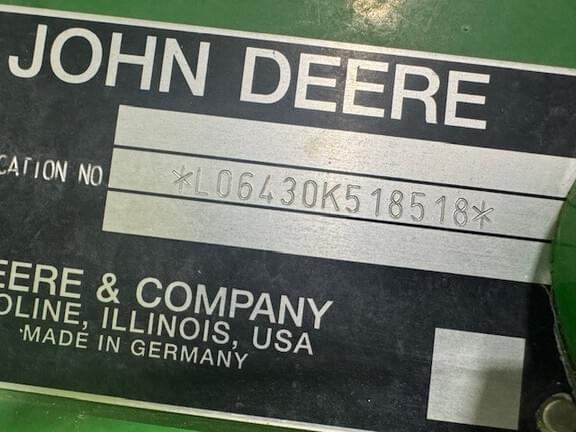 JOHN DEERE
CATION NO *L06430K518518*
EERE & COMPANY
OLINE, ILLINOIS, USA
MADE IN GERMANY